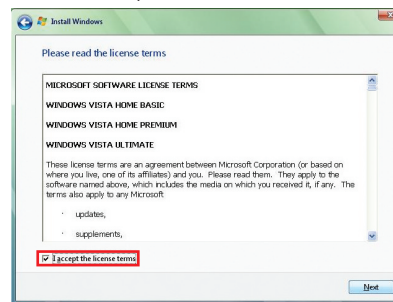 Install Windows
Please read the license terms
MICROSOFT SOFTWARE LICENSE TERMS
WINDOWS VISTA HOME BASIC
WINDOWS VISTA HOME PREMIUM
WINDOWS VISTA ULTIMATE
These license terms are an agreement between Microsoft Corporation (or based on
where you live, one of its affiliates) and you. Please read them. They apply to the
software named above, which includes the media on which you received it, if any. The
terms also apply to any Microsoft
· updates,
· supplements,
I accept the license terms
Next